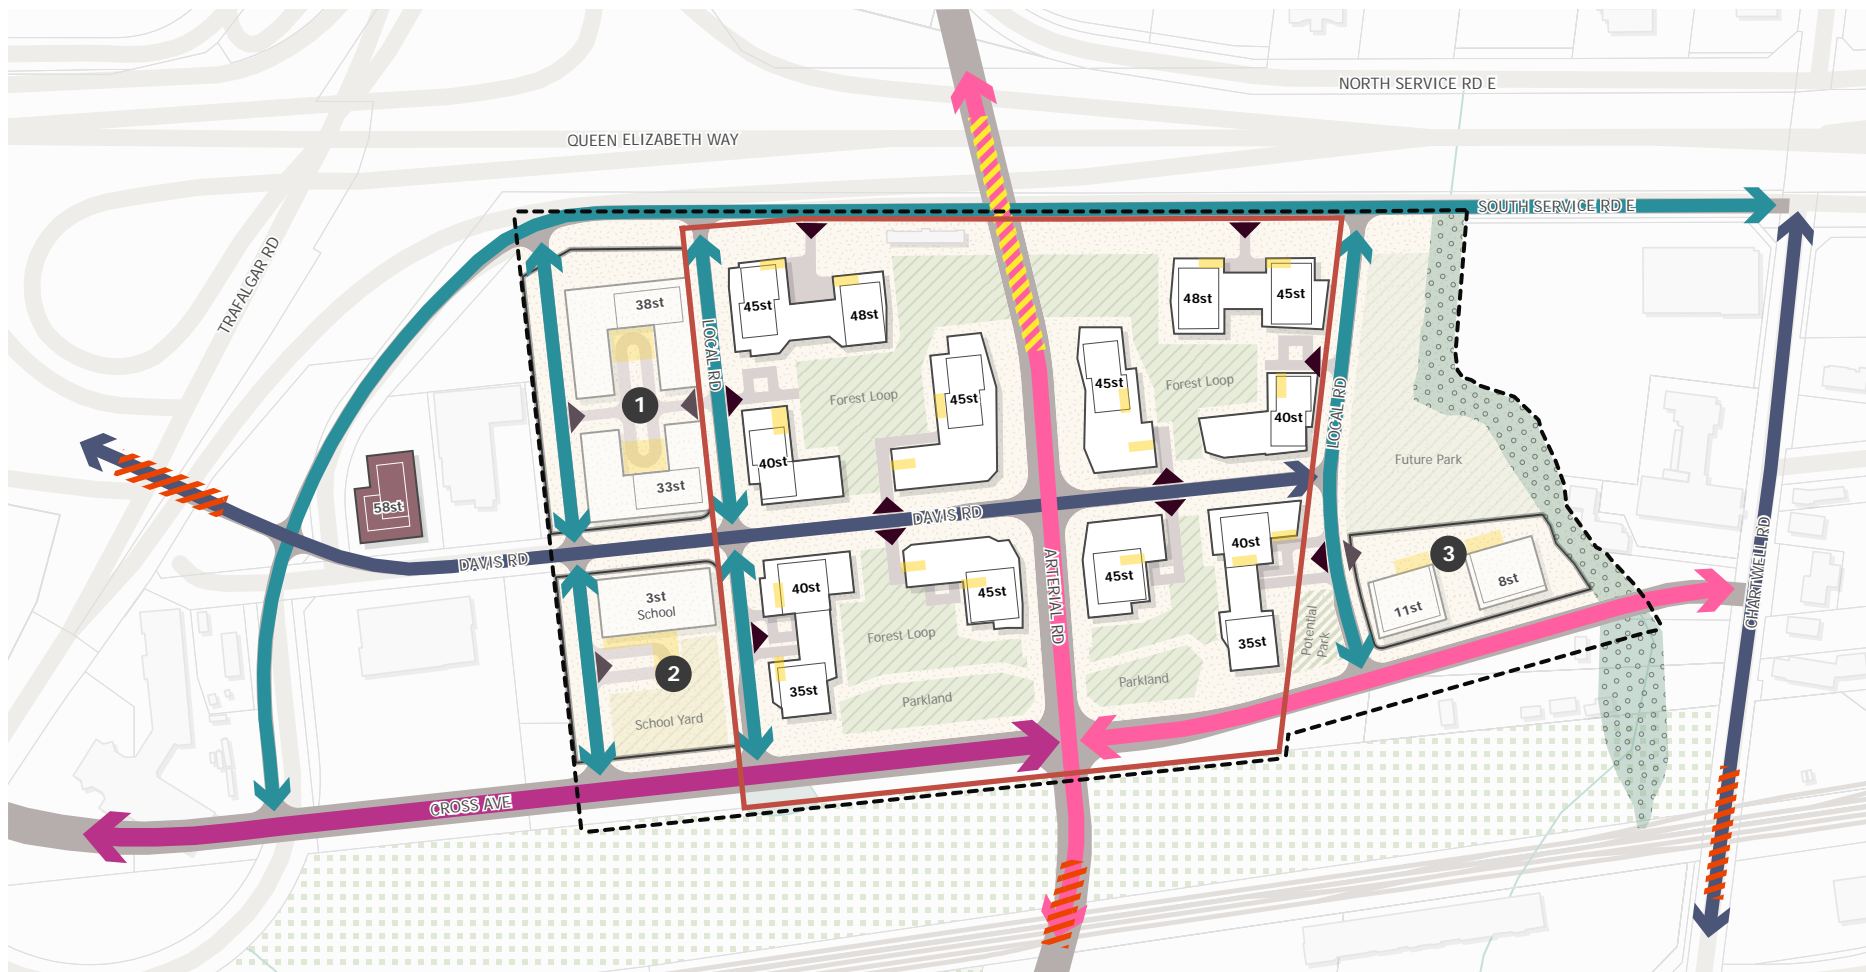 NORTH SERVICE RD E
QUEEN ELIZABETH WAY
SOUTH SERVICE RD E
TRAFALGAR RD
38st
LOCAL RD
45st
48st
48st
45st
1
Forest Loop
45st
45st
Forest Loop
40st
LOCAL RD
40st
33st
Future Park
58st
DAVIS RD
DAVIS RD
CHARTWELL RD
3st
School
40st
45st
ARTERIAL RD
45st
40st
3
11st
8st
Forest Loop
Potential
Park
35st
2
School Yard
35st
Parkland
Parkland
CROSS AVE